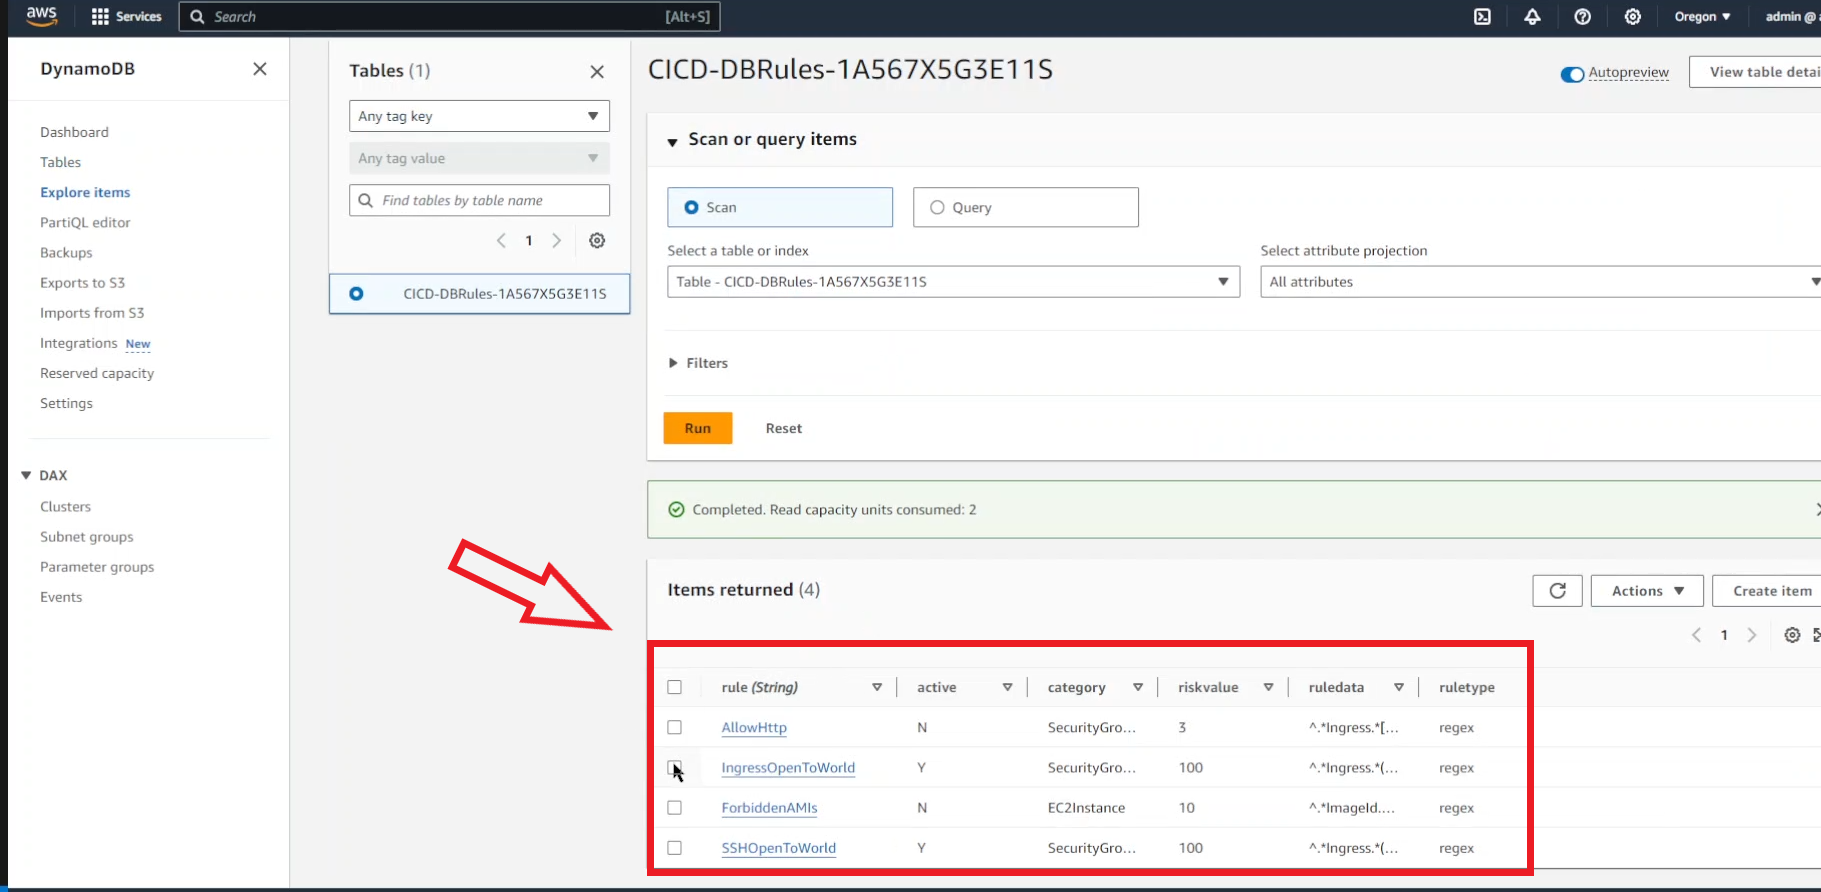 aws
Services
Search
[Alt+S]
Oregon
admin @
DynamoDB
Dashboard
Tables
Explore items
PartiQL editor
Backups
Exports to S3
Imports from S3
Integrations New
Reserved capacity
Settings
DAX
Clusters
Subnet groups
Parameter groups
Events
Tables (1)
Any tag key
Any tag value
Find tables by table name
1
CICD-DBRules-1A567X5G3E11S
CICD-DBRules-1A567X5G3E11S
Autopreview
View table detai
Scan or query items
Scan
Query
Select a table or index
Table - CICD-DBRules-1A567X5G3E11S
Select attribute projection
All attributes
Filters
Run
Reset
Completed. Read capacity units consumed: 2
Items returned (4)
Actions
Create item
1
rule (String) active category riskvalue ruledata ruletype
AllowHttp N SecurityGro... 3 ^.*Ingress.*[... regex
IngressOpenToWorld Y SecurityGro... 100 ^.*Ingress.*(... regex
ForbiddenAMIs N EC2Instance 10 ^.*ImageId.... regex
SSHOpenToWorld Y SecurityGro... 100 ^.*Ingress.*(... regex